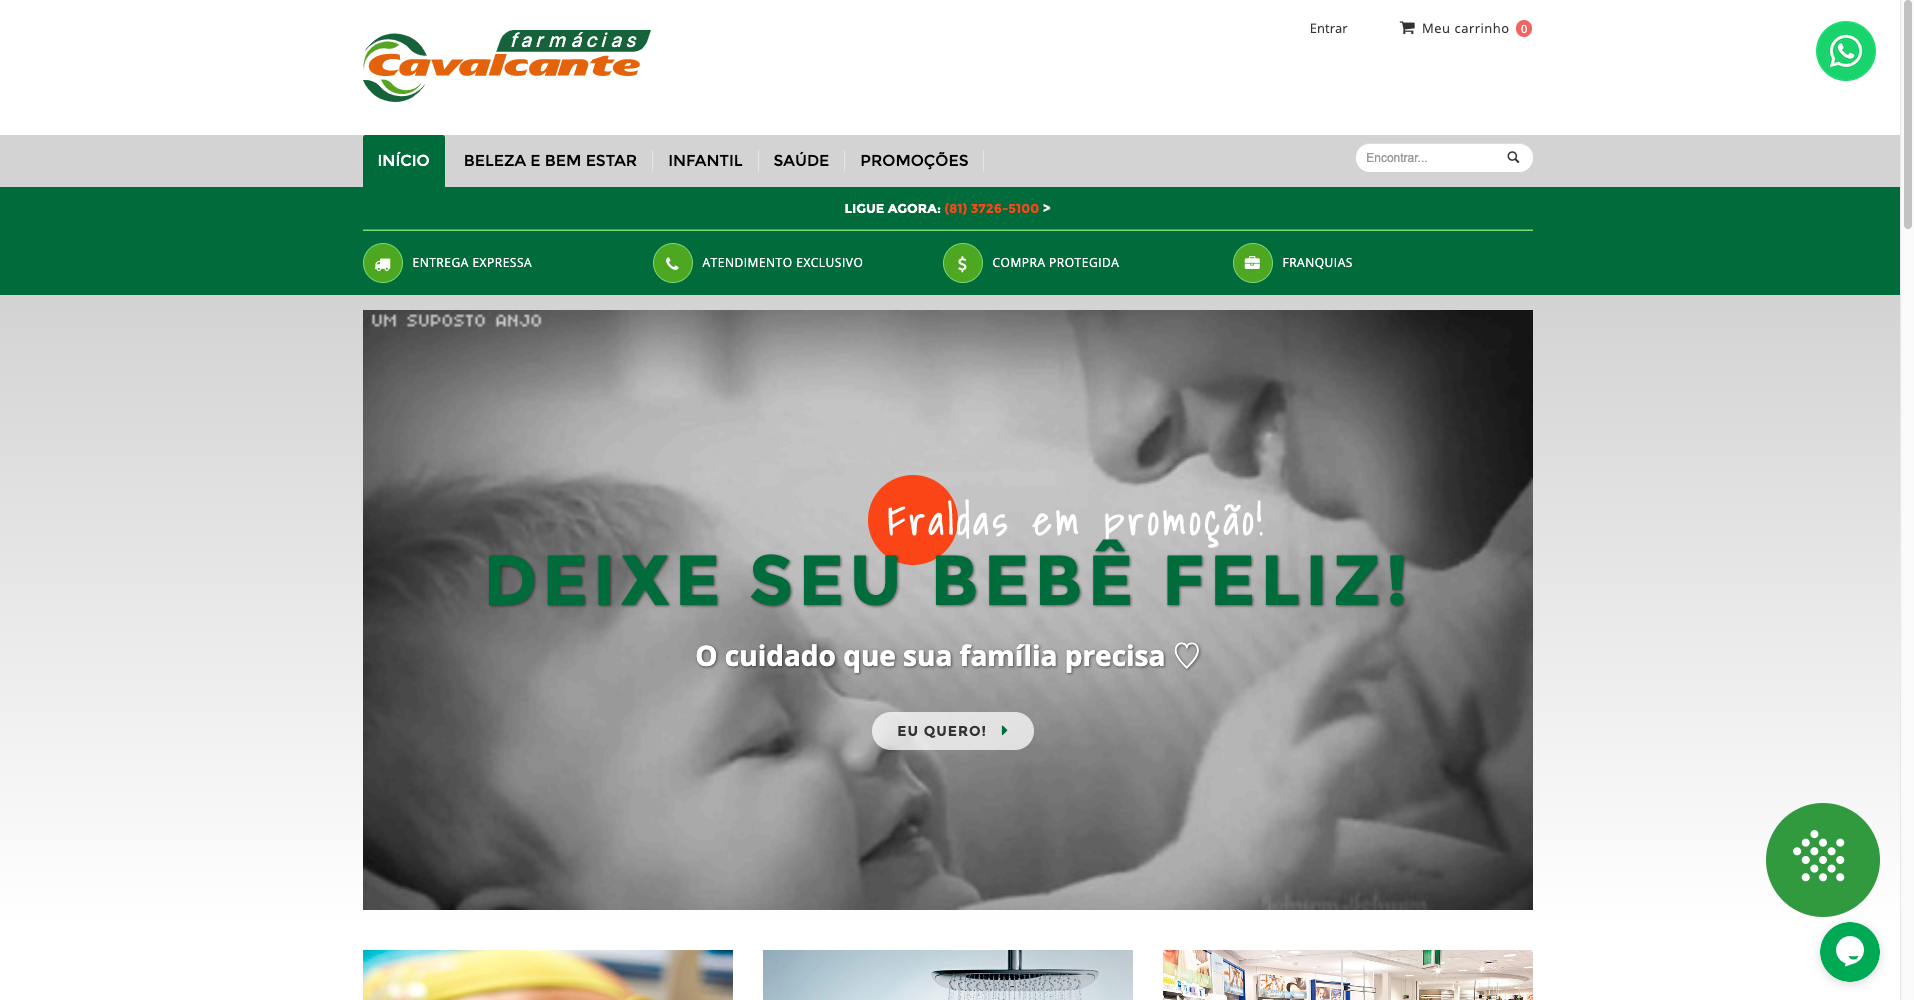 farmácias
Cavalcante
Entrar
Meu carrinho 0
INÍCIO
BELEZA E BEM ESTAR
INFANTIL
SAÚDE
PROMOÇÕES
Encontrar...
LIGUE AGORA: (81) 3726-5100 >
ENTREGA EXPRESSA
ATENDIMENTO EXCLUSIVO
COMPRA PROTEGIDA
FRANQUIAS
UM SUPOSTO ANJO
Fraldas em promoção!
DEIXE SEU BEBÊ FELIZ!
O cuidado que sua família precisa ♡
EU QUERO!